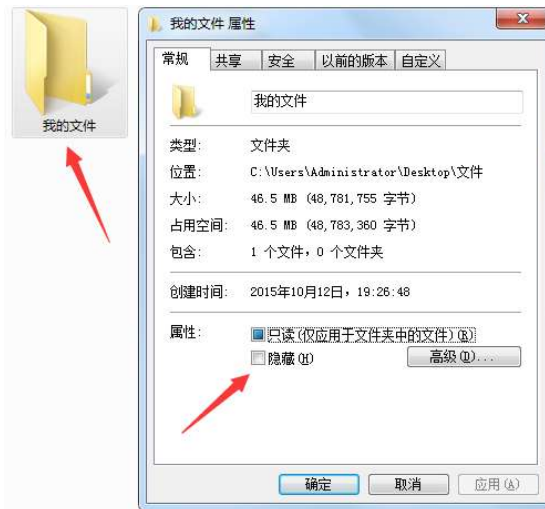 我的文件
我的文件 属性
常规 共享 安全 以前的版本 自定义
我的文件
类型: 文件夹
位置: C:\Users\Administrator\Desktop\文件
大小: 46.5 MB (48,781,755 字节)
占用空间: 46.5 MB (48,783,360 字节)
包含: 1 个文件，0 个文件夹
创建时间: 2015年10月12日，19:26:48
属性: 只读(仅应用于文件夹中的文件)(R)
隐藏(H) 高级(D)...
确定 取消 应用(A)